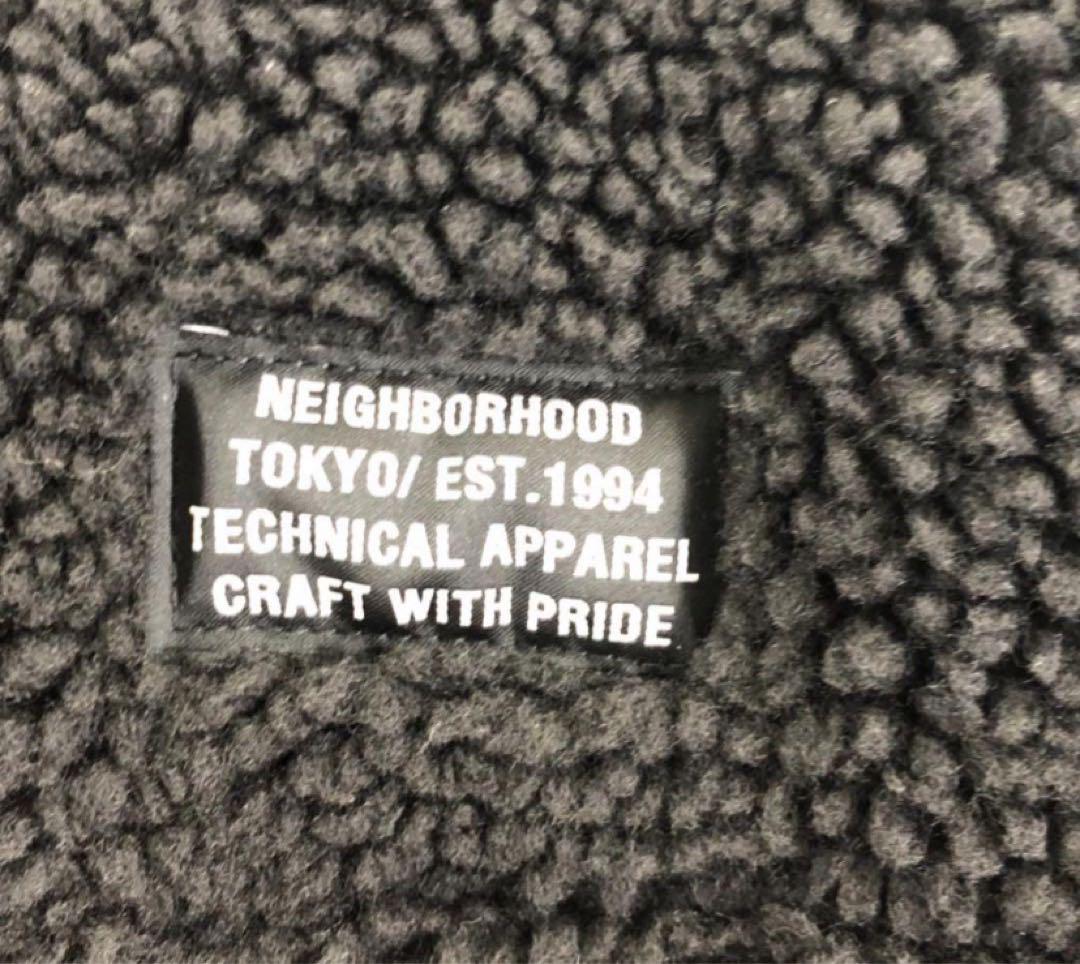 NEIGHBORHOOD
TOKYO/ EST.1994
TECHNICAL APPAREL
CRAFT WITH PRIDE